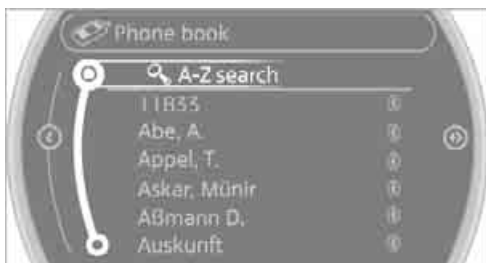 Phone book
A-Z search
11833
Abe, A.
Appel, T.
Askar, Münir
Aßmann D.
Auskunft